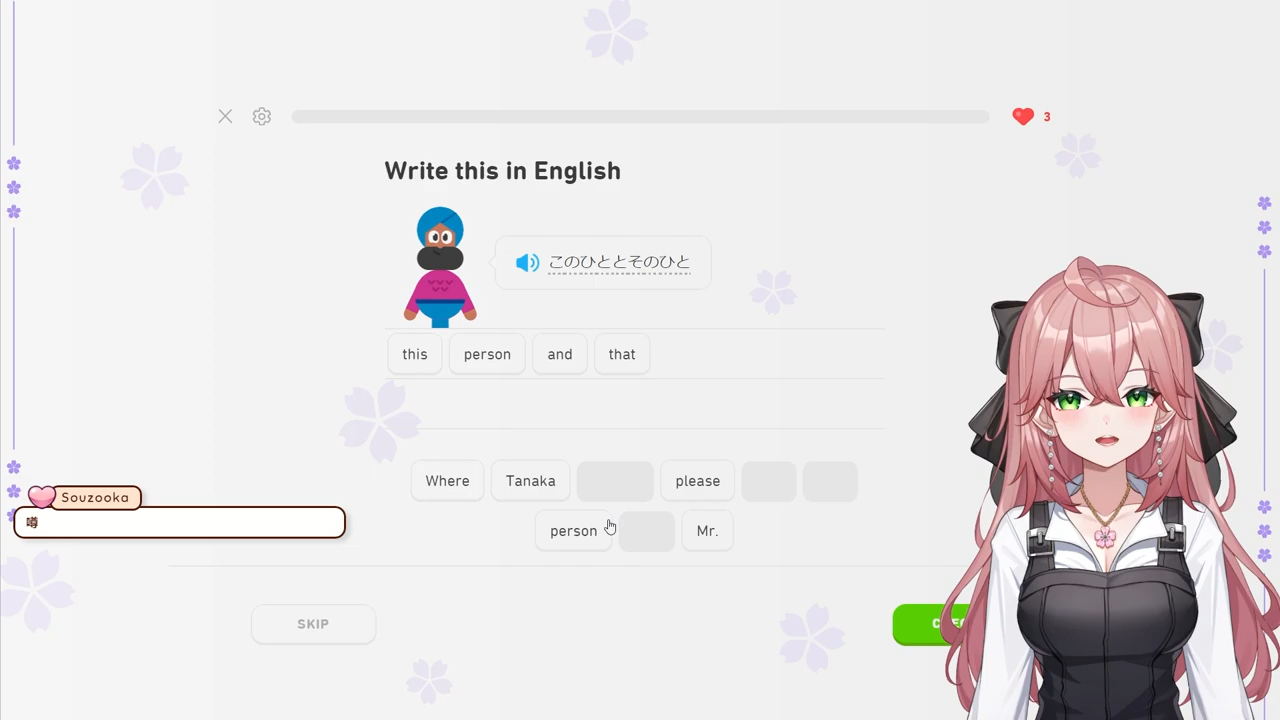 3
Write this in English
このひととそのひと
this person and that
Where Tanaka please
Souzooka
噂
person Mr.
SKIP